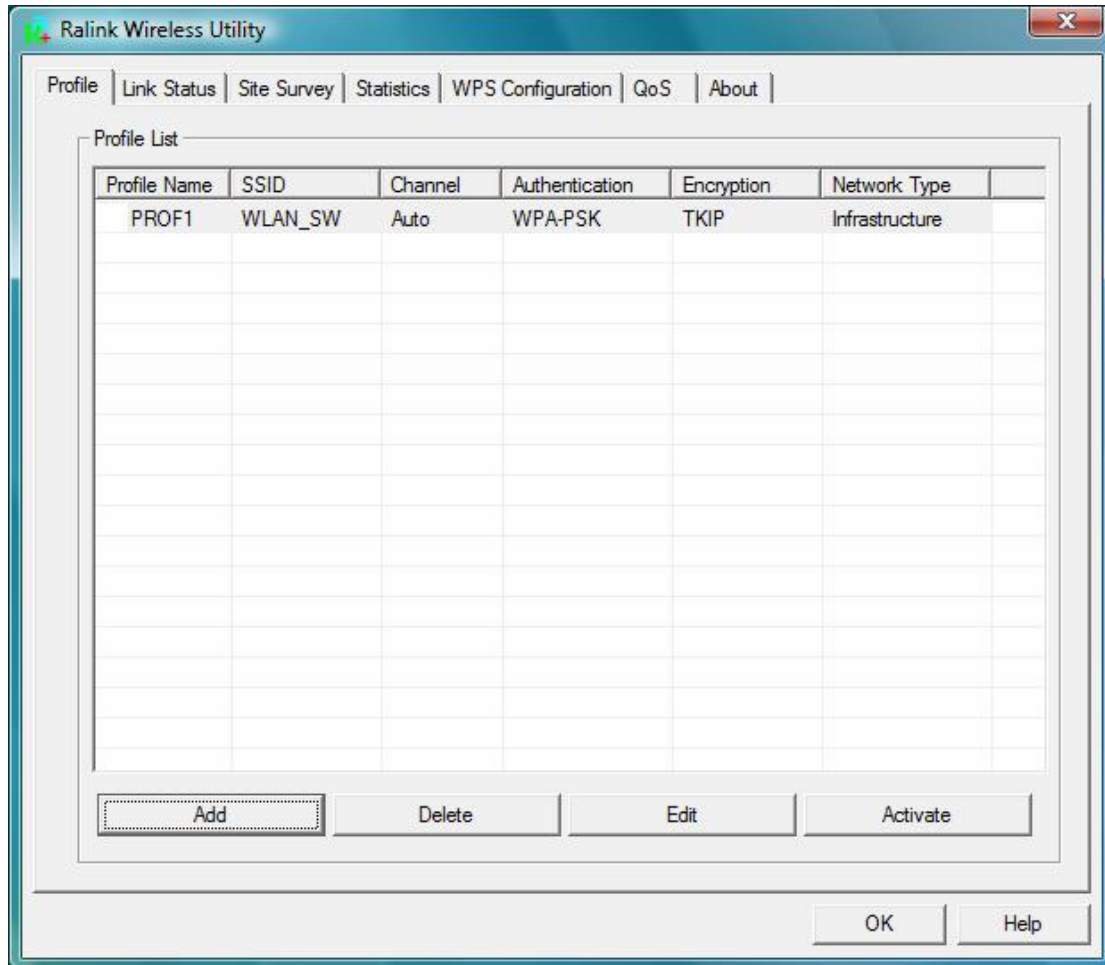 Ralink Wireless Utility
Profile Link Status Site Survey Statistics WPS Configuration QoS About
Profile List
Profile Name SSID Channel Authentication Encryption Network Type
PROF1 WLAN_SW Auto WPA-PSK TKIP Infrastructure
Add Delete Edit Activate
OK Help